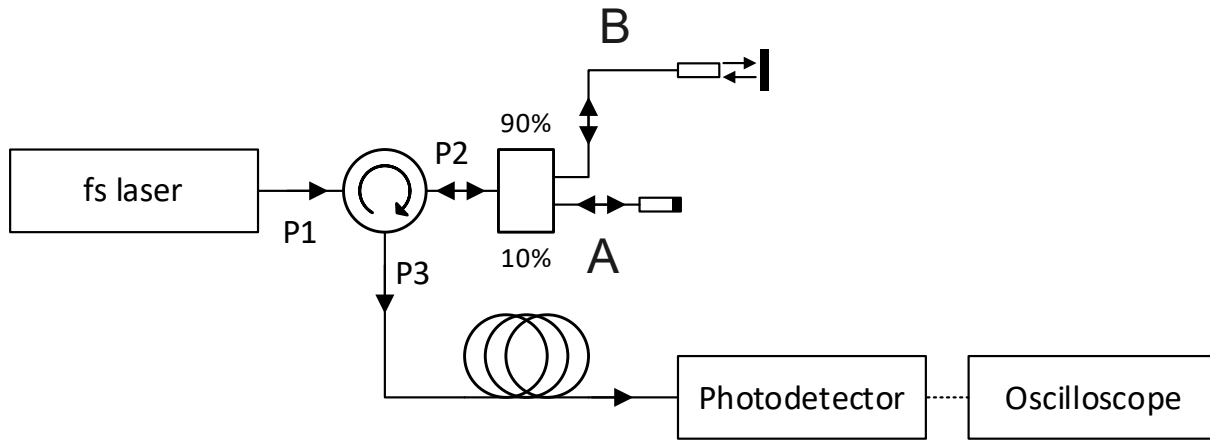 B
90%
P2
fs laser
P1
10%
A
P3
Photodetector
Oscilloscope